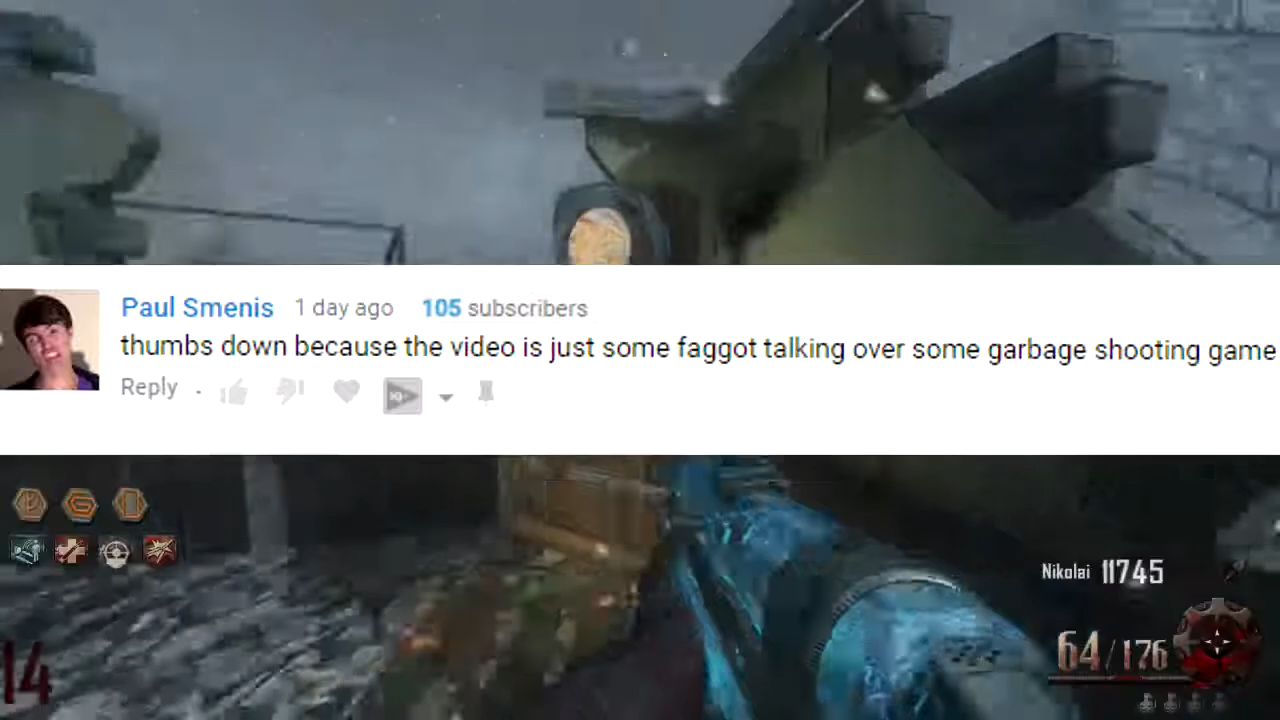 Paul Smenis 1 day ago 105 subscribers
thumbs down because the video is just some faggot talking over some garbage shooting game
Reply .
Nikolai 11745
64/176
14